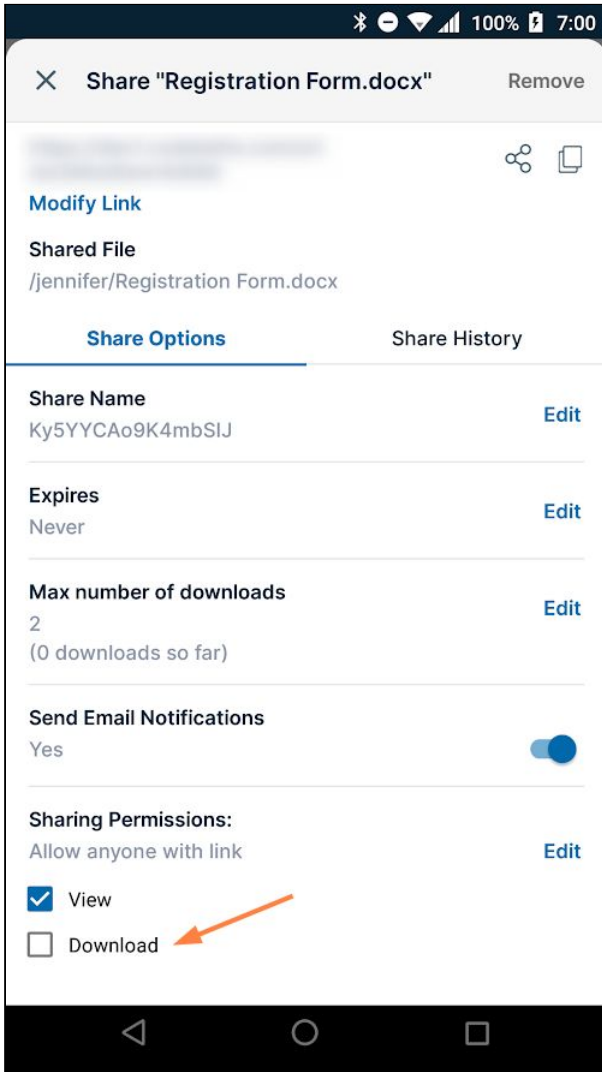 100% 7:00
Share "Registration Form.docx" Remove
Modify Link
Shared File
/jennifer/Registration Form.docx
Share Options Share History
Share Name
Ky5YYCAo9K4mbSIJ Edit
Expires
Never Edit
Max number of downloads
2 Edit
(0 downloads so far)
Send Email Notifications
Yes
Sharing Permissions:
Allow anyone with link Edit
View
Download